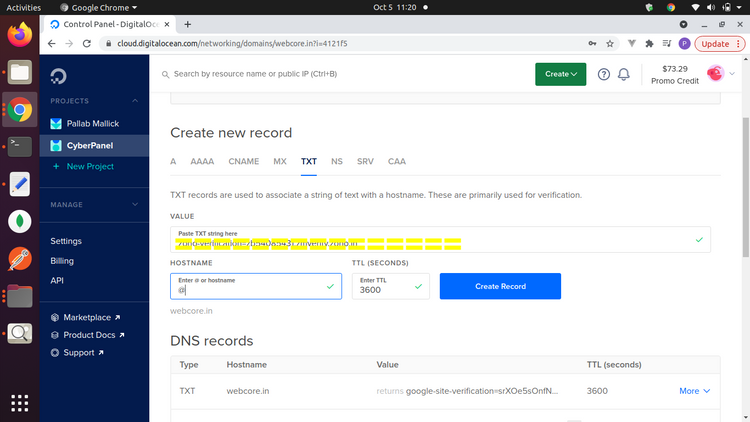 Activities
Google Chrome
Oct 5 11:20
Control Panel - DigitalOce
cloud.digitalocean.com/networking/domains/webcore.in?i=4121f5
P
Update
Search by resource name or public IP (Ctrl+B)
Create
$73.29
Promo Credit
PROJECTS
Pallab Mallick
CyberPanel
+ New Project
MANAGE
Settings
Billing
API
Marketplace
Product Docs
Support
Create new record
A AAAA CNAME MX TXT NS SRV CAA
TXT records are used to associate a string of text with a hostname. These are primarily used for verification.
VALUE
Paste TXT string here
HOSTNAME
TTL (SECONDS)
Enter @ or hostname
@
Enter TTL
3600
Create Record
webcore.in
DNS records
Type Hostname Value TTL (seconds)
TXT webcore.in returns google-site-verification=srXOe5sOnfN... 3600 More